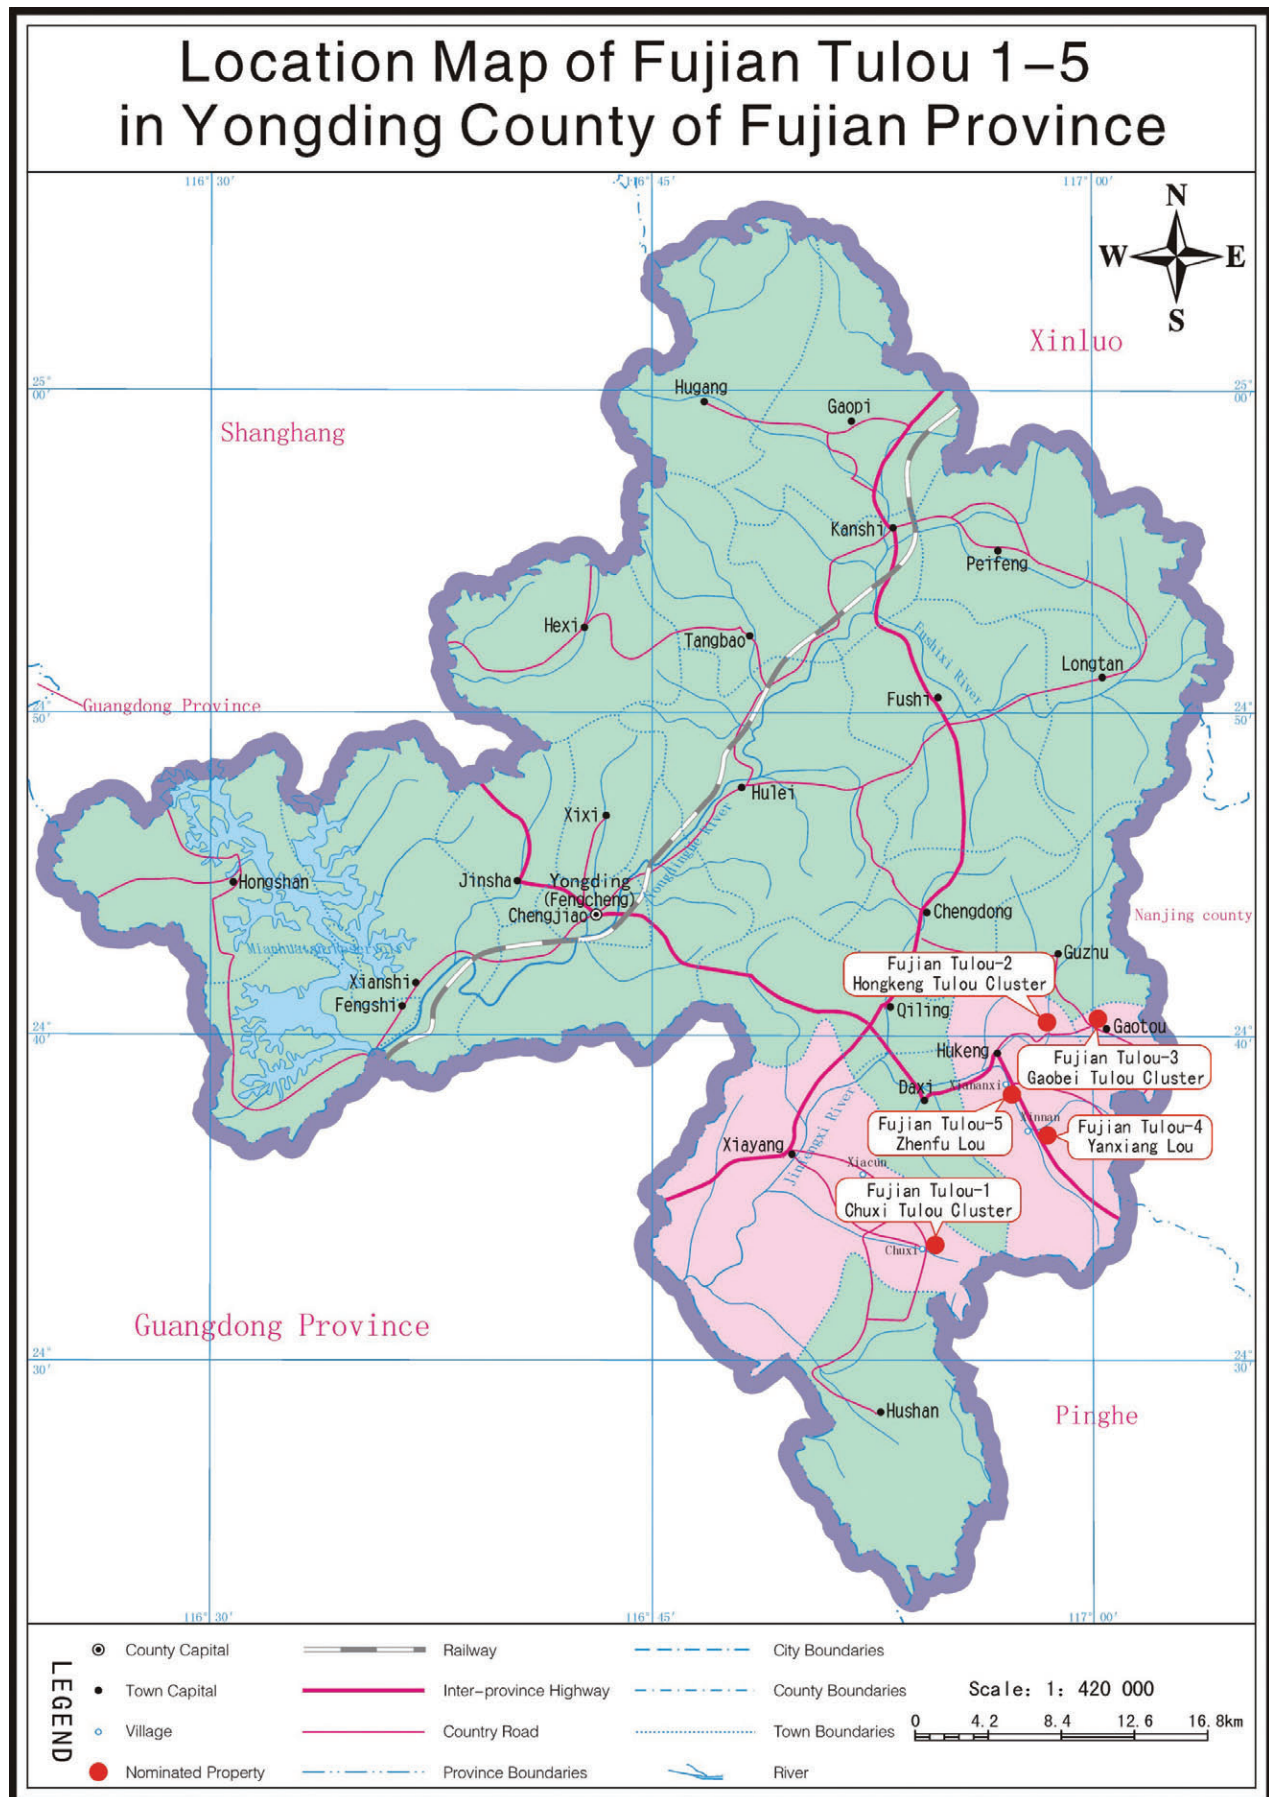 Location Map of Fujian Tulou 1–5
in Yongding County of Fujian Province
116° 30′
116° 45′
117° 00′
N
W E
S
Xinluo
25°
00′
25°
00′
Hugang
Gaopi
Shanghang
Kanshi
Peifeng
Hexi
Tangbao
Fushixi River
Longtan
Fushi
Guangdong Province
24°
50′
24°
50′
Hulei
Xixi
Yongdinghe River
Hongshan
Jinsha
Yongding
(Fengcheng)
Chengjiao
Chengdong
Nanjing county
Guzhu
Fujian Tulou-2
Hongkeng Tulou Cluster
Xianshi
Fengshi
Qiling
Gaotou
24°
40′
24°
40′
Hukeng
Fujian Tulou-3
Gaobei Tulou Cluster
Daxi
Nananxi
Xinnan
Fujian Tulou-5
Zhenfu Lou
Fujian Tulou-4
Yanxiang Lou
Jinfengxi River
Xiayang
Xiacun
Fujian Tulou-1
Chuxi Tulou Cluster
Chuxi
Guangdong Province
24°
30′
24°
30′
Hushan
Pinghe
116° 30′
116° 45′
117° 00′
LEGEND
County Capital
Railway
City Boundaries
Town Capital
Inter–province Highway
County Boundaries
Scale: 1: 420 000
Village
Country Road
Town Boundaries
0 4.2 8.4 12.6 16.8km
Nominated Property
Province Boundaries
River